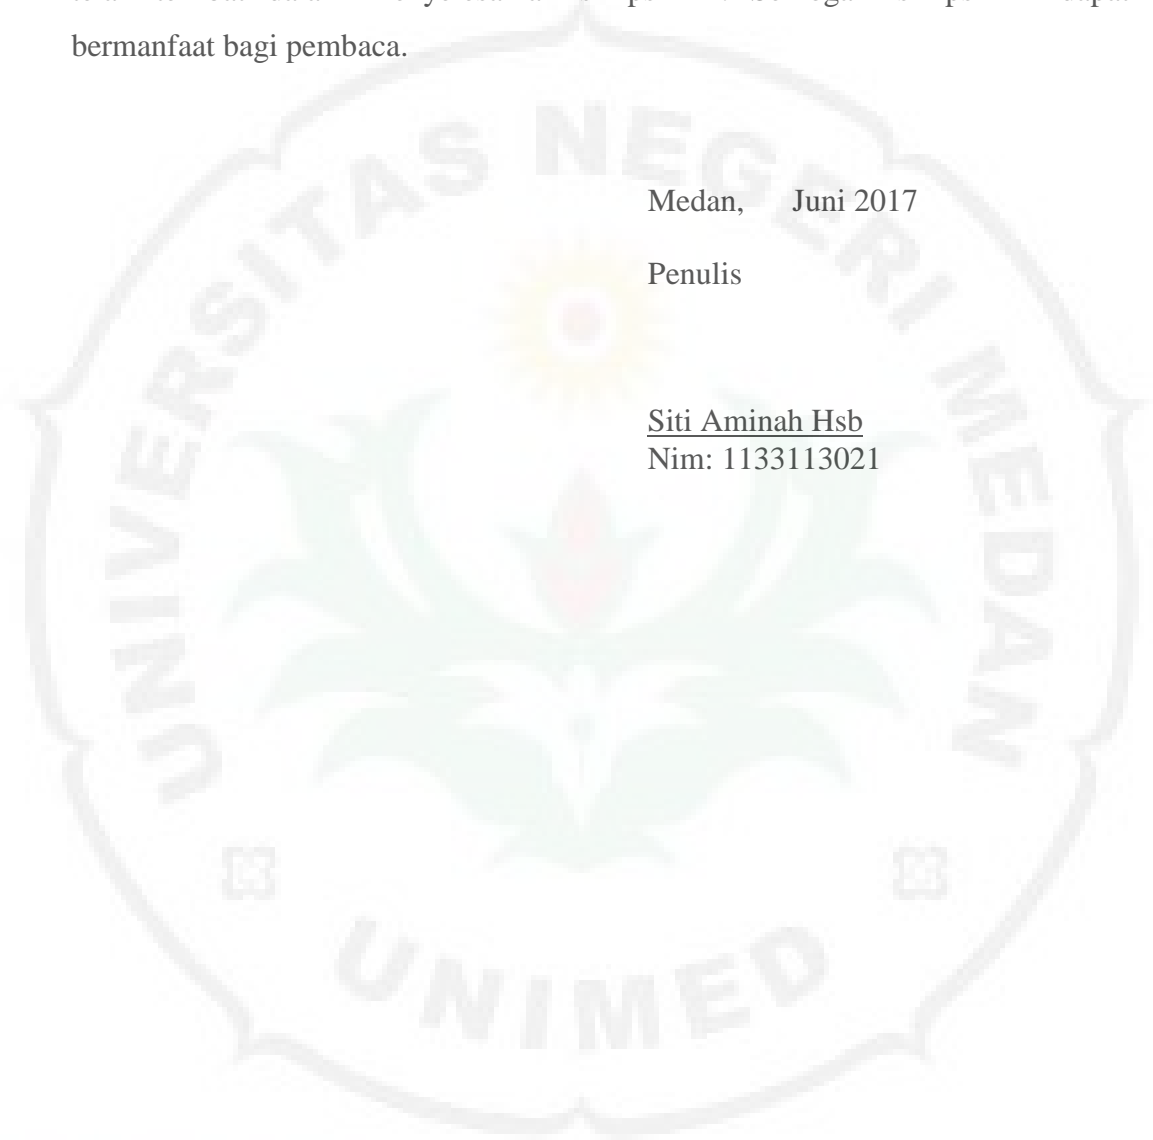 bermanfaat bagi pembaca.
UNIVERSITAS NEGERI MEDAN
Medan, Juni 2017
Penulis
Siti Aminah Hsb
Nim: 1133113021
UNIMED